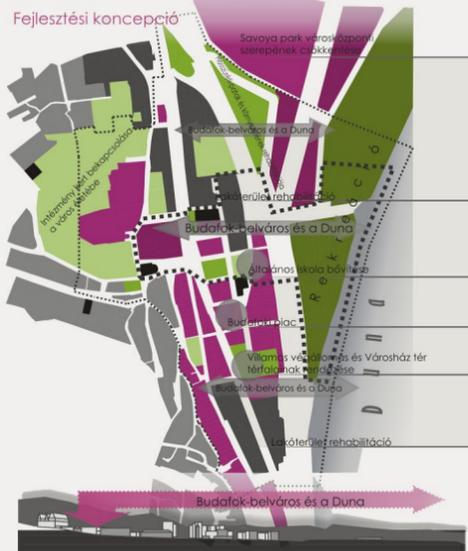 Fejlesztési koncepció
Savoya park városközponti
szerepének csökkentése
Budafok-belváros és a Duna
Intézmény kert bekapcsolása
a város életébe
Rekreáció
Lakóterület rehabilitáció
Budafok-belváros és a Duna
Általános iskola bővítése
Duna
Budafoki piac
Villamos végállomás és Városház tér
térfalainak rendezése
Budafok-belváros és a Duna
Lakóterület rehabilitáció
Budafok-belváros és a Duna